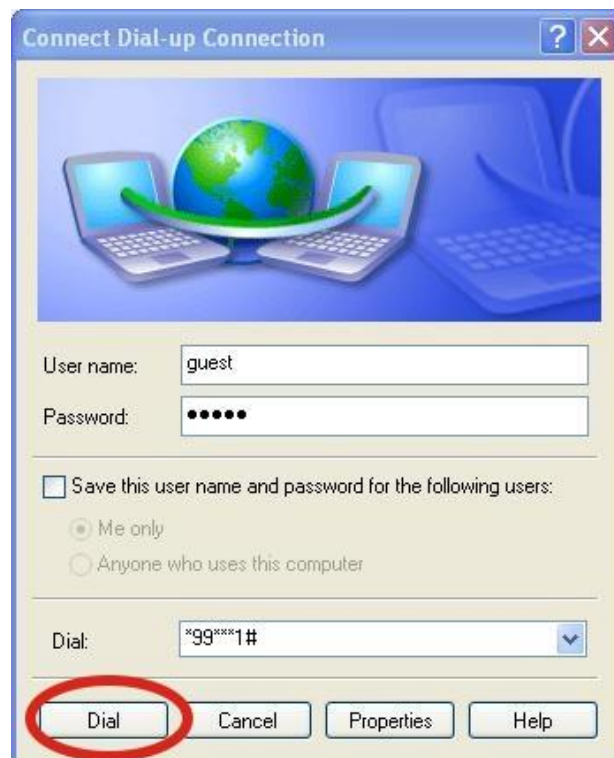 Connect Dial-up Connection
?
X
User name: guest
Password: •••••
Save this user name and password for the following users:
Me only
Anyone who uses this computer
Dial: *99***1#
Dial Cancel Properties Help